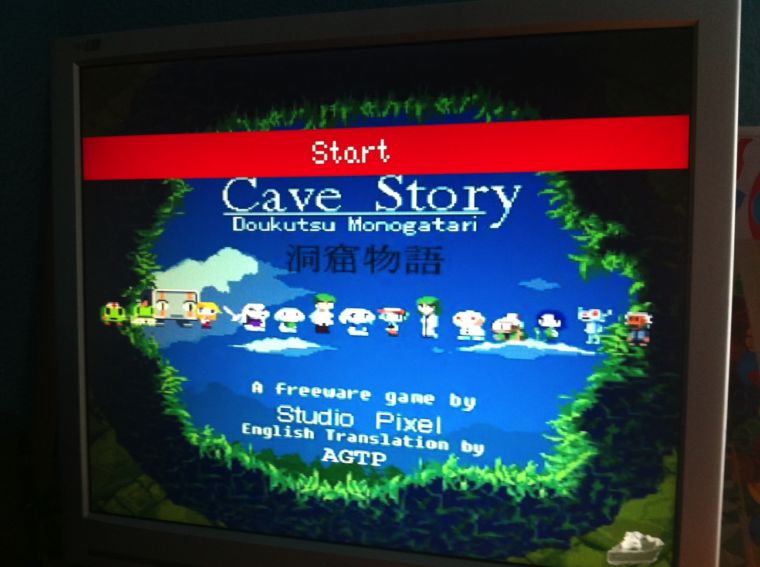 Start
Cave Story
Doukutsu Monogatari
洞窟物語
A freeware game by
Studio Pixel
English Translation by
AGTP